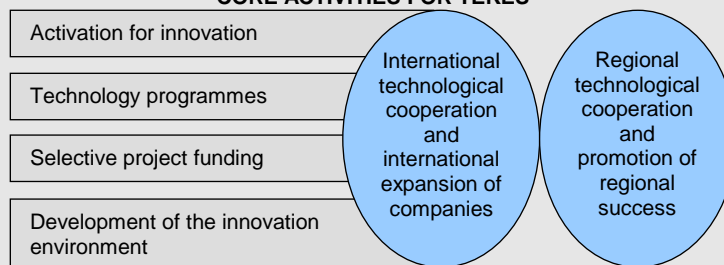 CORE ACTIVITIES FOR TEKES
Activation for innovation
Technology programmes
Selective project funding
Development of the innovation
environment
International
technological
cooperation
and
international
expansion of
companies
Regional
technological
cooperation
and
promotion of
regional
success